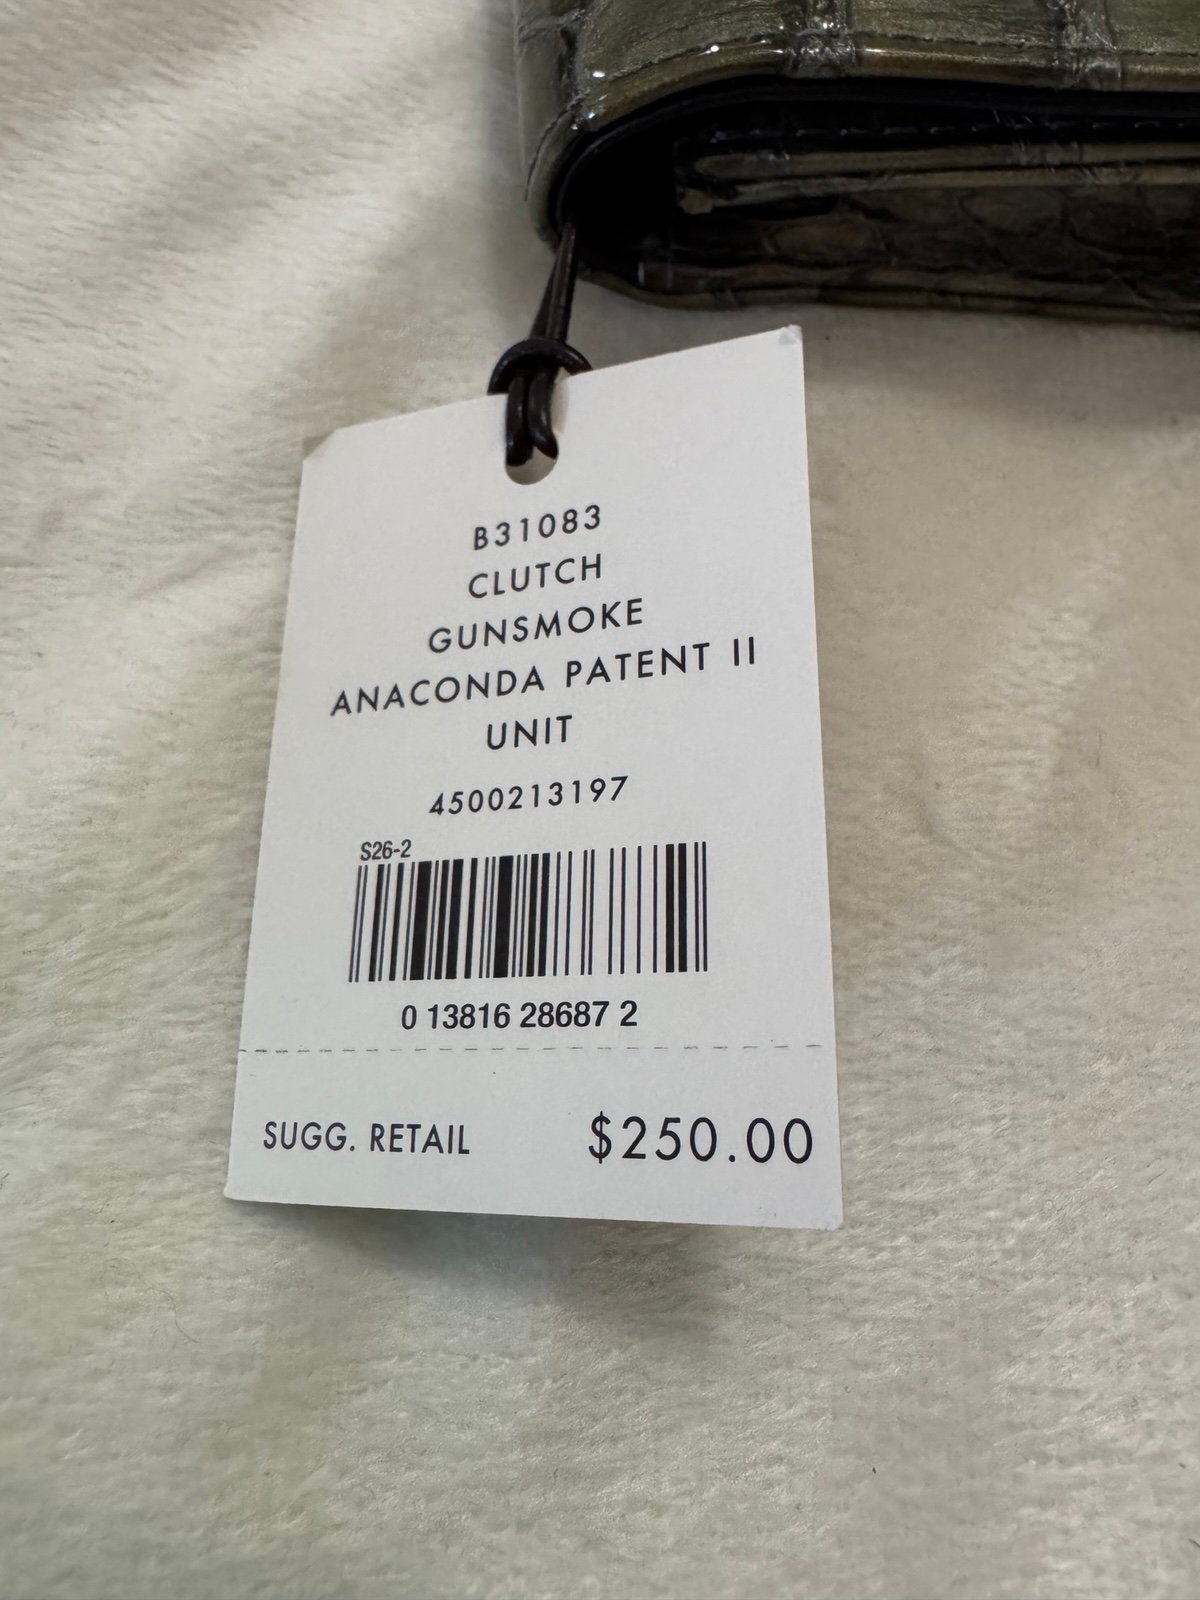 B31083
CLUTCH
GUNSMOKE
ANACONDA PATENT II
UNIT
4500213197
S26-2
0 13816 28687 2
SUGG. RETAIL $250.00